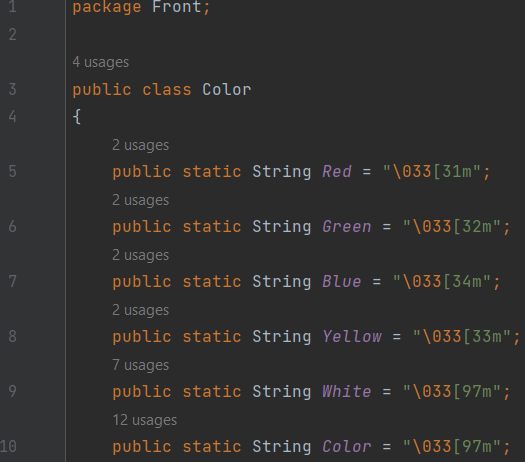 1 package Front;
2
4 usages
3 public class Color
4 {
2 usages
5 public static String Red = "\033[31m";
2 usages
6 public static String Green = "\033[32m";
2 usages
7 public static String Blue = "\033[34m";
2 usages
8 public static String Yellow = "\033[33m";
7 usages
9 public static String White = "\033[97m";
12 usages
10 public static String Color = "\033[97m";